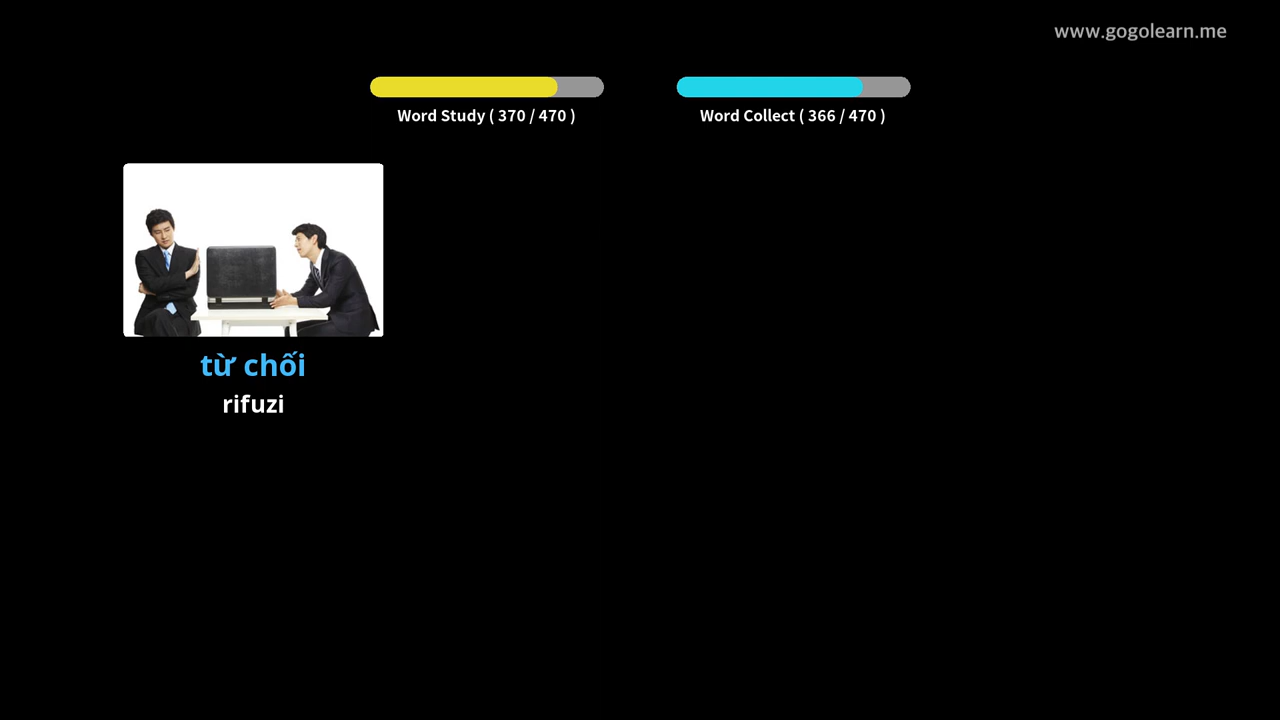 www.gogolearn.me
Word Study ( 370 / 470 )
Word Collect ( 366 / 470 )
từ chối
rifuzi